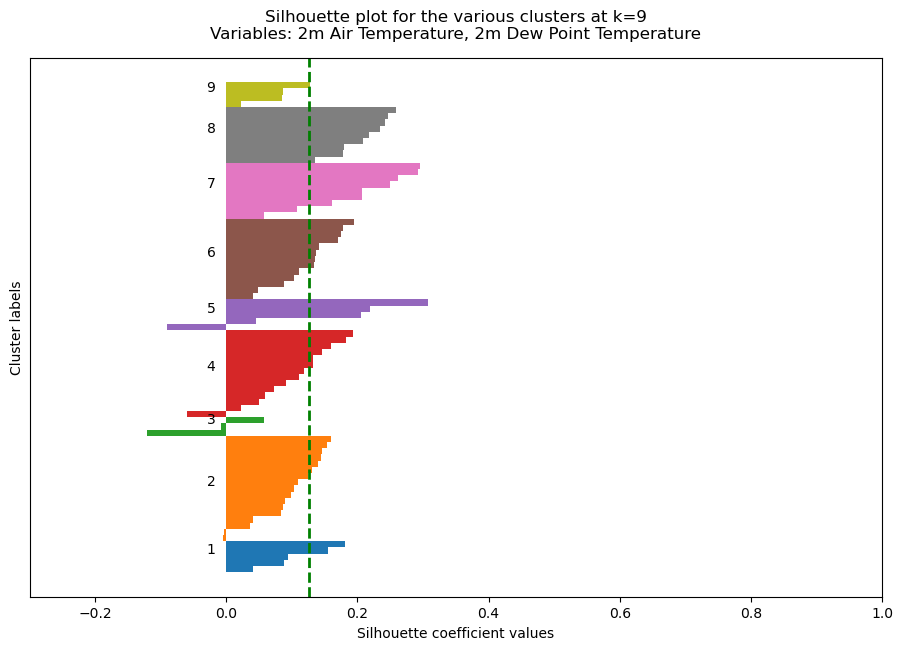 Silhouette plot for the various clusters at k=9
Variables: 2m Air Temperature, 2m Dew Point Temperature
Cluster labels
9
8
7
6
5
4
3
2
1
−0.2 0.0 0.2 0.4 0.6 0.8 1.0
Silhouette coefficient values